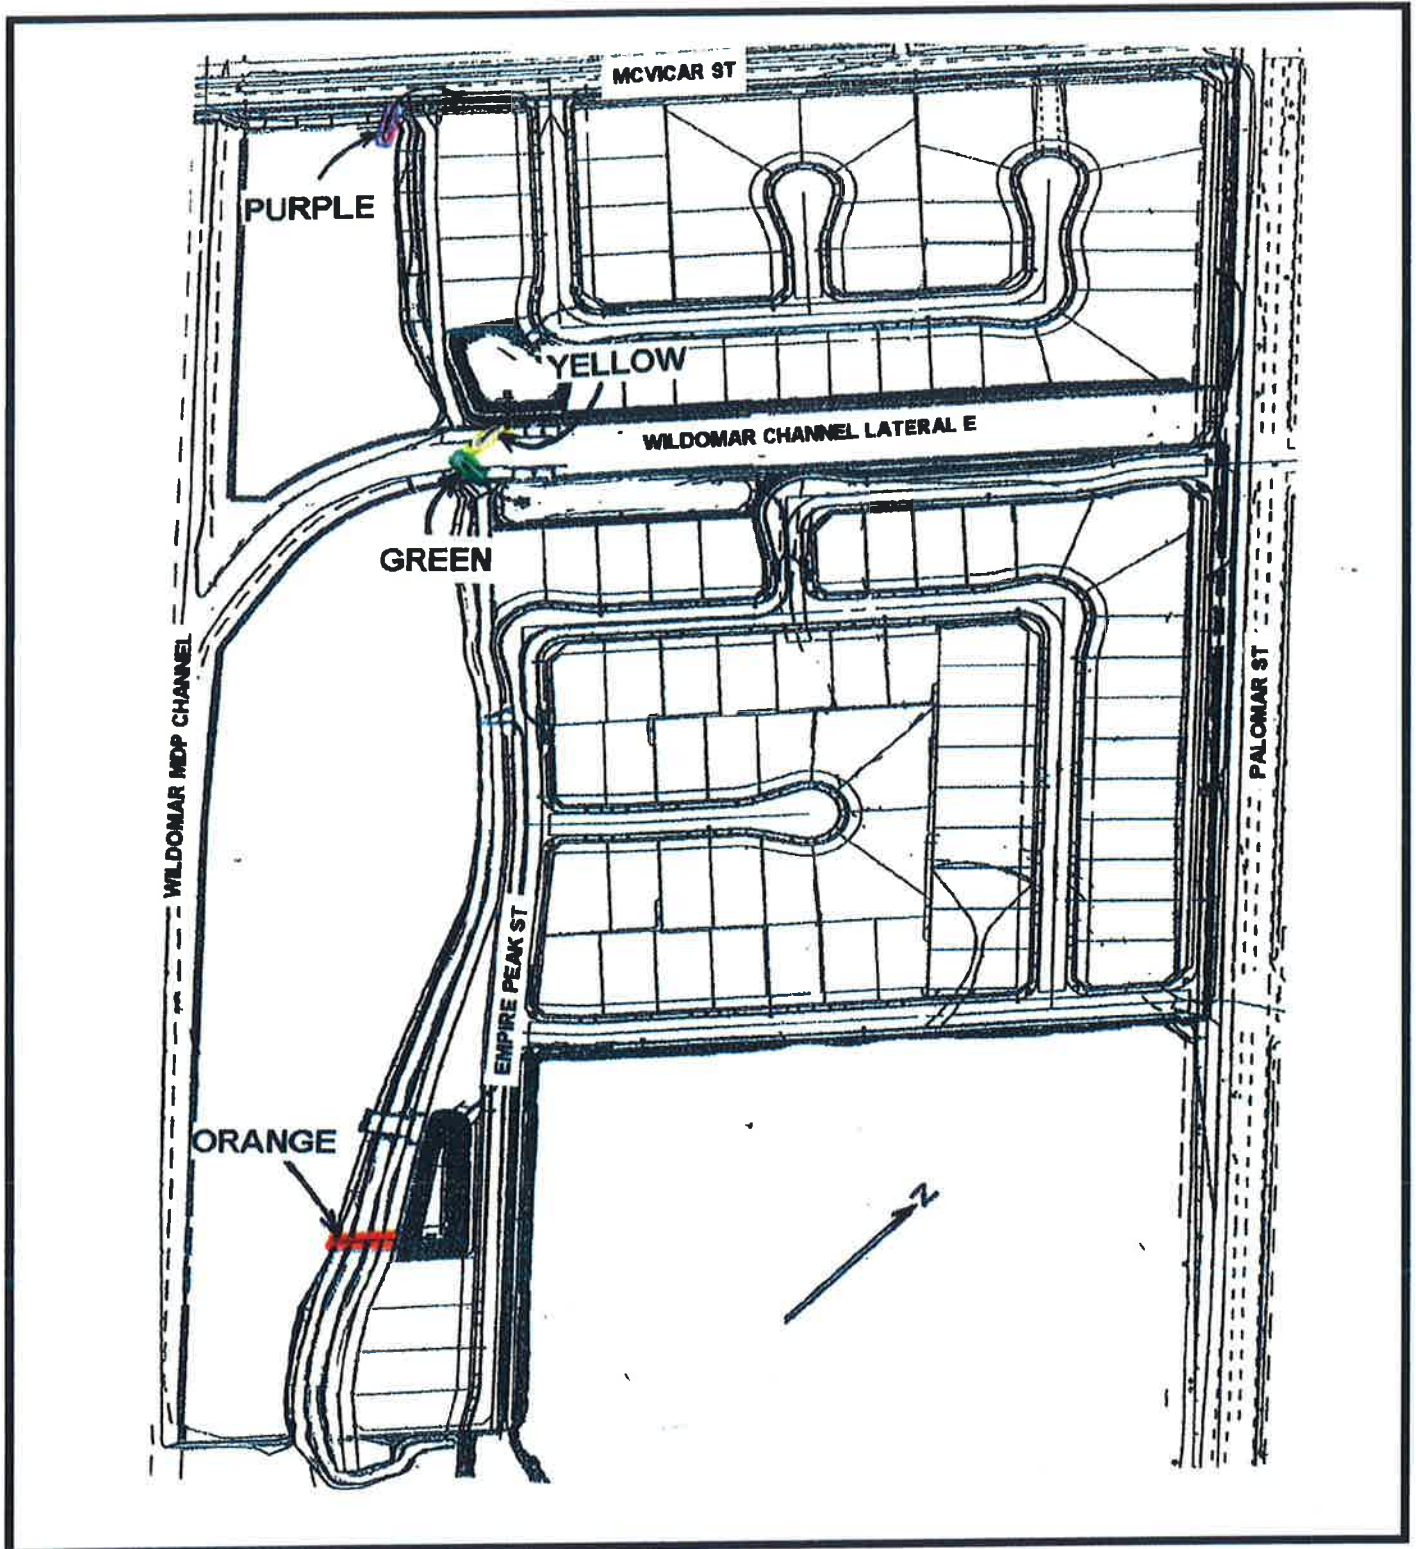 MCVICAR ST
PURPLE
YELLOW
WILDOMAR CHANNEL LATERAL E
GREEN
WILDOMAR MDP CHANNEL
PALOMAR ST
EMPIRE PEAK ST
ORANGE
N